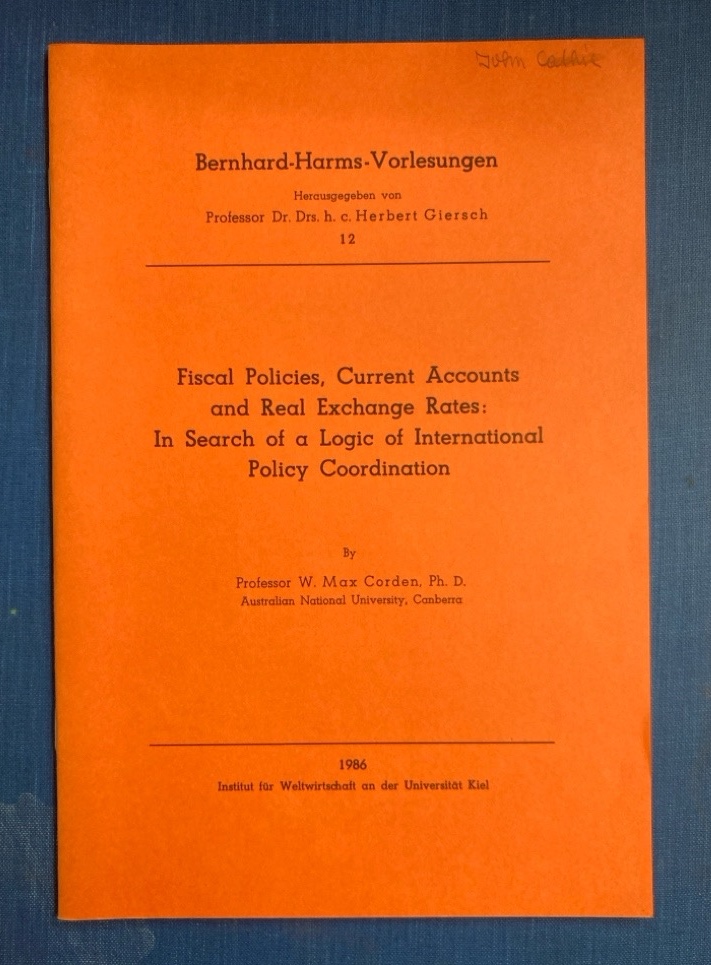 John
Bernhard-Harms-Vorlesungen
Herausgegeben von
Professor Dr. Drs. h. c. Herbert Giersch
12
Fiscal Policies, Current Accounts
and Real Exchange Rates:
In Search of a Logic of International
Policy Coordination
By
Professor W. Max Corden, Ph. D.
Australian National University, Canberra
1986
Institut für Weltwirtschaft an der Universität Kiel